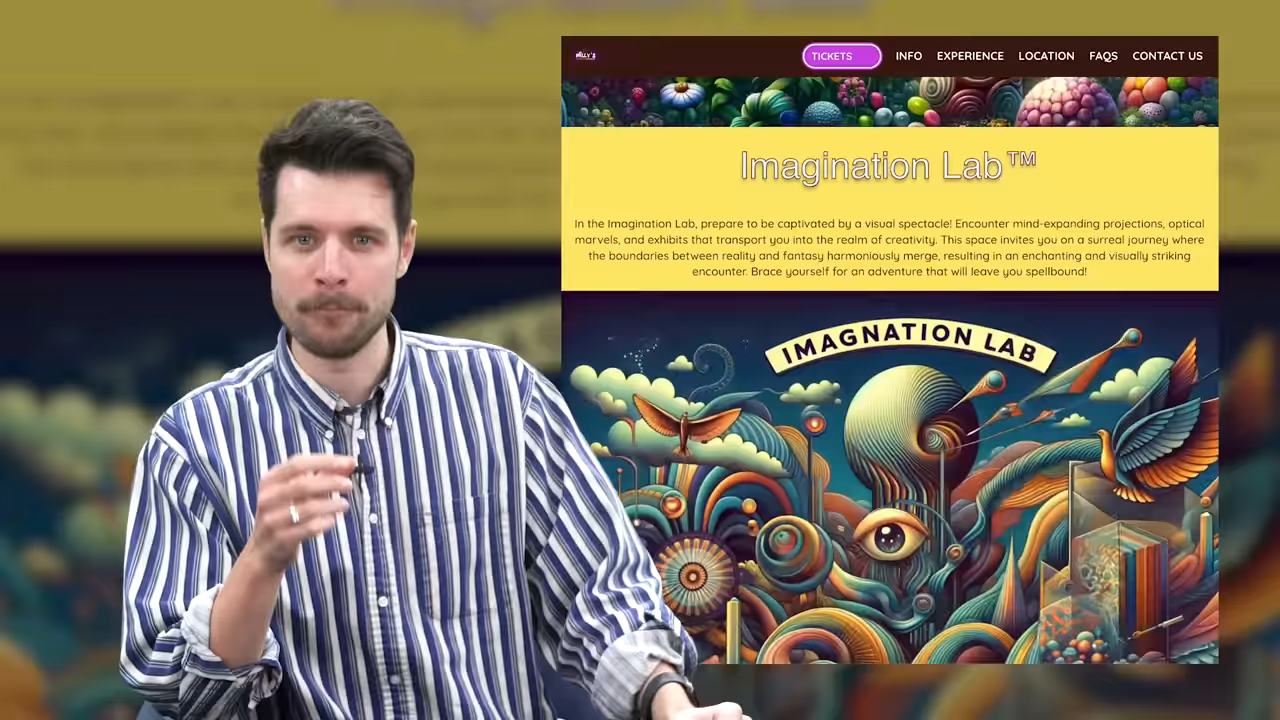 WILLY'S
TICKETS
INFO
EXPERIENCE
LOCATION
FAQS
CONTACT US
Imagination Lab™
In the Imagination Lab, prepare to be captivated by a visual spectacle! Encounter mind-expanding projections, optical
marvels, and exhibits that transport you into the realm of creativity. This space invites you on a surreal journey where
the boundaries between reality and fantasy harmoniously merge, resulting in an enchanting and visually striking
encounter. Brace yourself for an adventure that will leave you spellbound!
IMAGNATION LAB